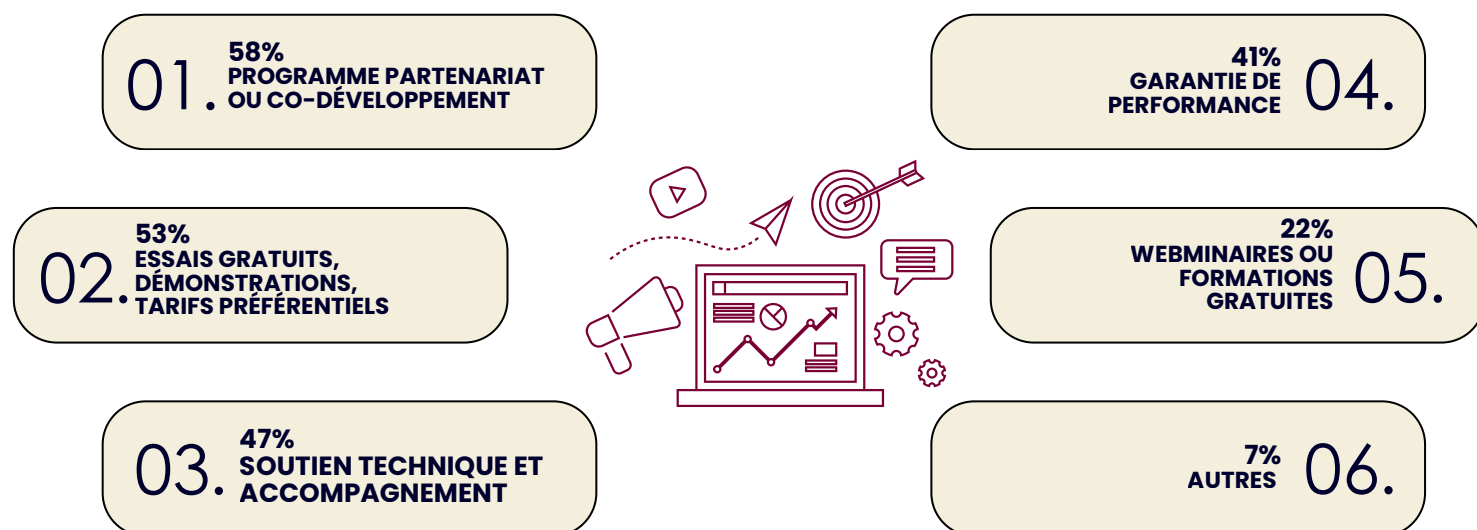 01.
58%
PROGRAMME PARTENARIAT
OU CO-DÉVELOPPEMENT
02.
53%
ESSAIS GRATUITS,
DÉMONSTRATIONS,
TARIFS PRÉFÉRENTIELS
03.
47%
SOUTIEN TECHNIQUE ET
ACCOMPAGNEMENT
41%
GARANTIE DE
PERFORMANCE
04.
22%
WEBMINAIRES OU
FORMATIONS
GRATUITES
05.
7%
AUTRES
06.